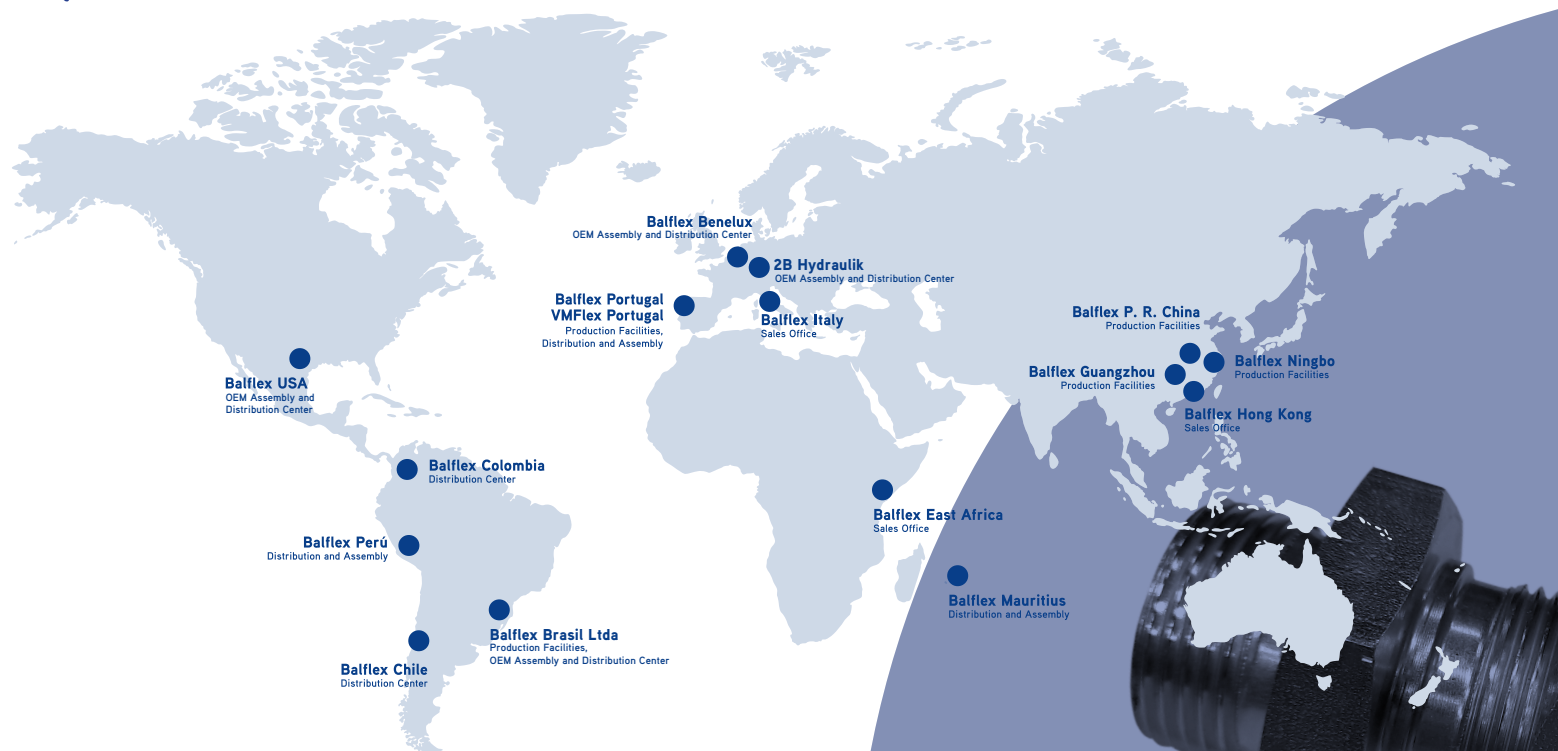 Balflex Benelux
OEM Assembly and Distribution Center
2B Hydraulik
OEM Assembly and Distribution Center
Balflex Portugal
VMFlex Portugal
Production Facilities,
Distribution and Assembly
Balflex Italy
Sales Office
Balflex P. R. China
Production Facilities
Balflex Ningbo
Production Facilities
Balflex Guangzhou
Production Facilities
Balflex Hong Kong
Sales Office
Balflex USA
OEM Assembly and
Distribution Center
Balflex Colombia
Distribution Center
Balflex East Africa
Sales Office
Balflex Perú
Distribution and Assembly
Balflex Mauritius
Distribution and Assembly
Balflex Brasil Ltda
Production Facilities,
OEM Assembly and Distribution Center
Balflex Chile
Distribution Center